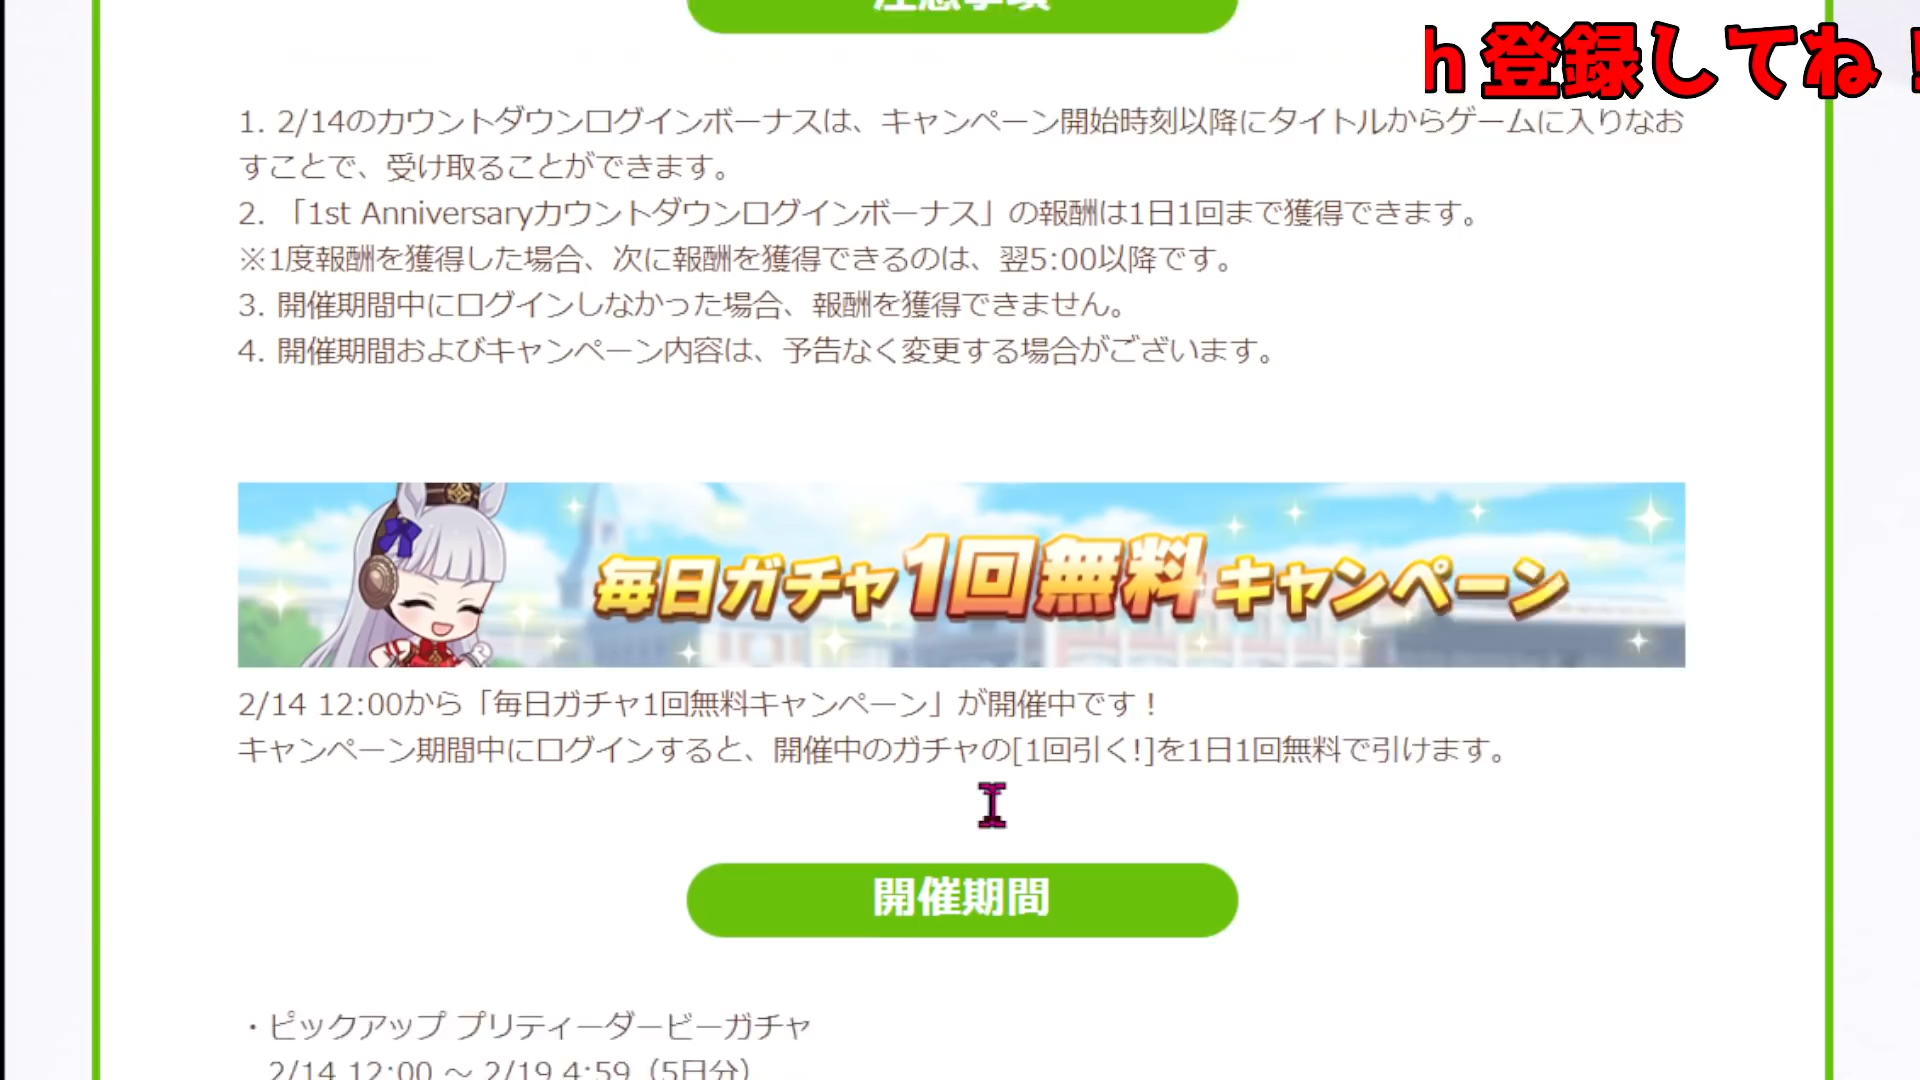 注意事項
h登録してね！
1. 2/14のカウントダウンログインボーナスは、キャンペーン開始時刻以降にタイトルからゲームに入りなお
すことで、受け取ることができます。
2. 「1st Anniversaryカウントダウンログインボーナス」の報酬は1日1回まで獲得できます。
※1度報酬を獲得した場合、次に報酬を獲得できるのは、翌5:00以降です。
3. 開催期間中にログインしなかった場合、報酬を獲得できません。
4. 開催期間およびキャンペーン内容は、予告なく変更する場合がございます。
毎日ガチャ1回無料キャンペーン
2/14 12:00から「毎日ガチャ1回無料キャンペーン」が開催中です！
キャンペーン期間中にログインすると、開催中のガチャの[1回引く!]を1日1回無料で引けます。
開催期間
・ピックアップ プリティーダービーガチャ
2/14 12:00 ～ 2/19 4:59（5日分）